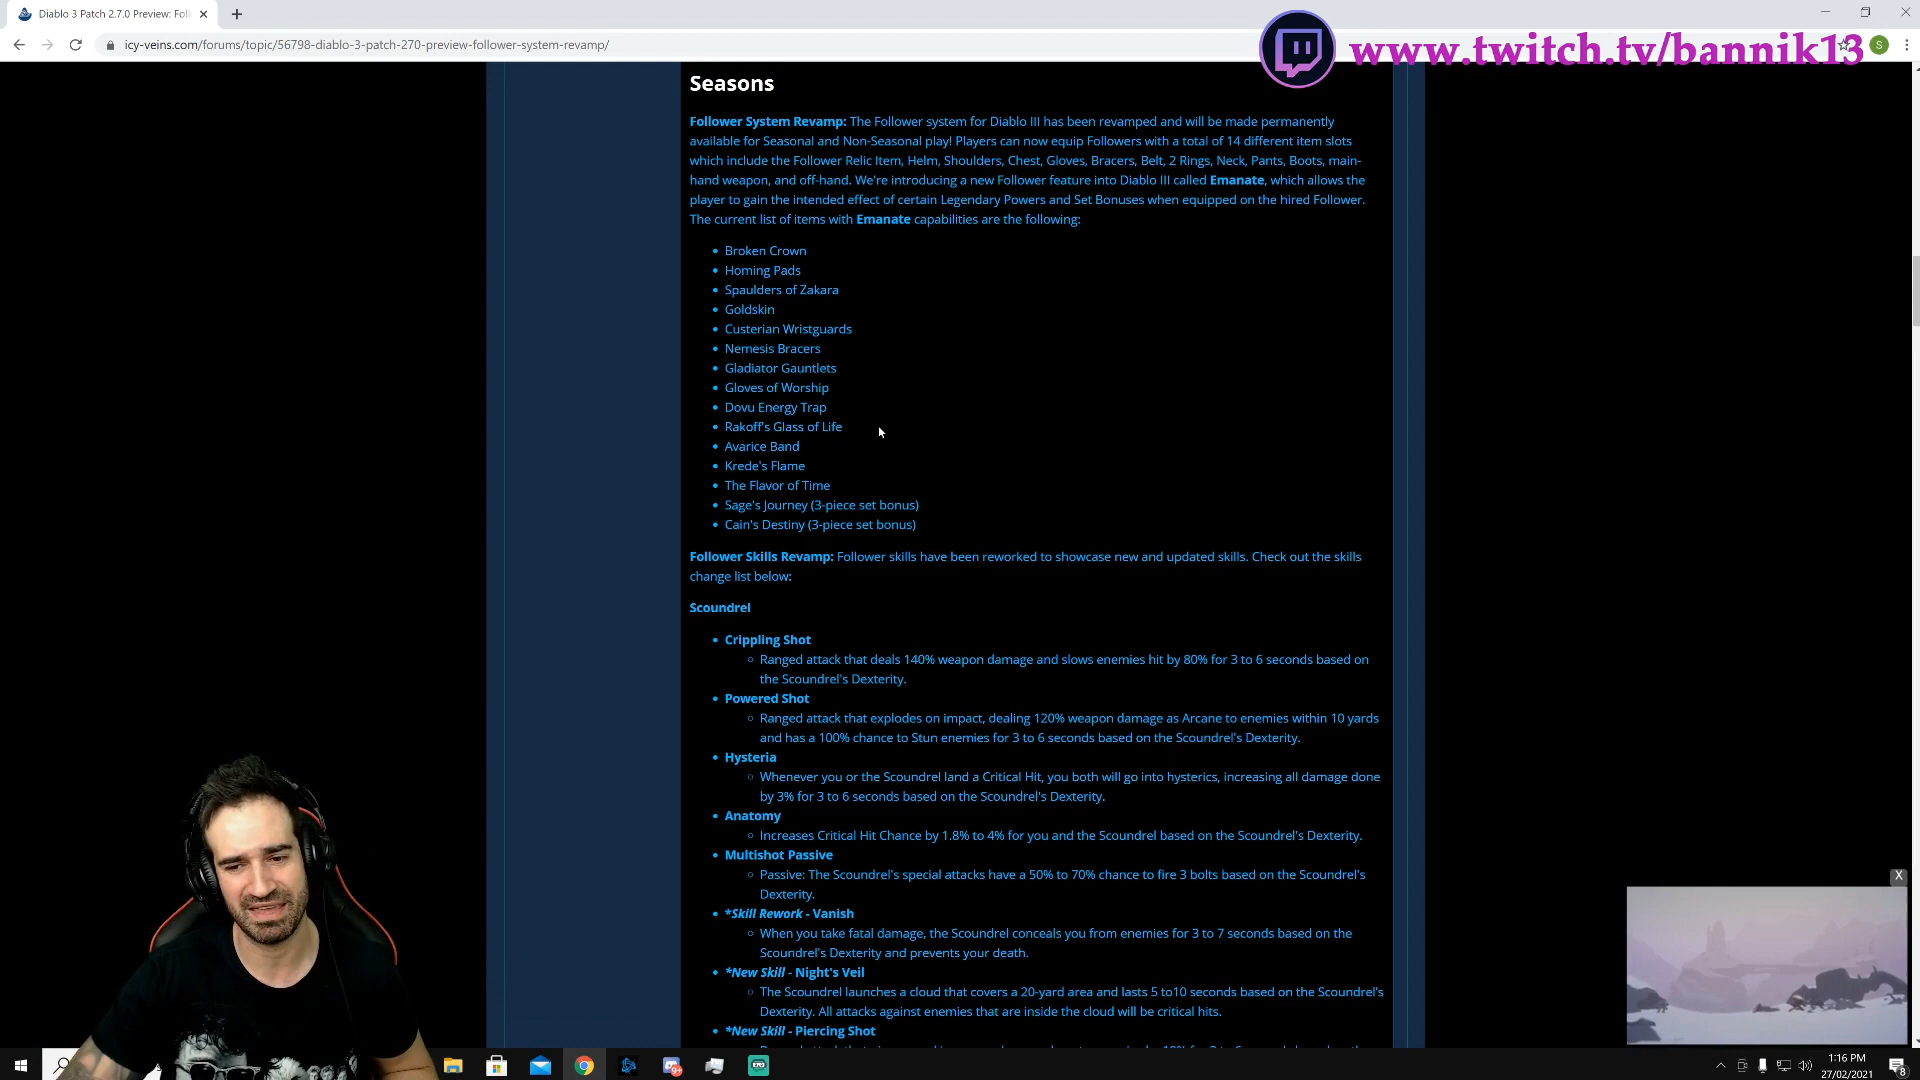 Diablo 3 Patch 2.7.0 Preview: Foll
icy-veins.com/forums/topic/56798-diablo-3-patch-270-preview-follower-system-revamp/
S
www.twitch.tv/bannik13
Seasons
Follower System Revamp: The Follower system for Diablo III has been revamped and will be made permanently
available for Seasonal and Non-Seasonal play! Players can now equip Followers with a total of 14 different item slots
which include the Follower Relic Item, Helm, Shoulders, Chest, Gloves, Bracers, Belt, 2 Rings, Neck, Pants, Boots, main-
hand weapon, and off-hand. We're introducing a new Follower feature into Diablo III called Emanate, which allows the
player to gain the intended effect of certain Legendary Powers and Set Bonuses when equipped on the hired Follower.
The current list of items with Emanate capabilities are the following:
• Broken Crown
• Homing Pads
• Spaulders of Zakara
• Goldskin
• Custerian Wristguards
• Nemesis Bracers
• Gladiator Gauntlets
• Gloves of Worship
• Dovu Energy Trap
• Rakoff's Glass of Life
• Avarice Band
• Krede's Flame
• The Flavor of Time
• Sage's Journey (3-piece set bonus)
• Cain's Destiny (3-piece set bonus)
Follower Skills Revamp: Follower skills have been reworked to showcase new and updated skills. Check out the skills
change list below:
Scoundrel
• Crippling Shot
Ranged attack that deals 140% weapon damage and slows enemies hit by 80% for 3 to 6 seconds based on
the Scoundrel's Dexterity.
• Powered Shot
Ranged attack that explodes on impact, dealing 120% weapon damage as Arcane to enemies within 10 yards
and has a 100% chance to Stun enemies for 3 to 6 seconds based on the Scoundrel's Dexterity.
• Hysteria
Whenever you or the Scoundrel land a Critical Hit, you both will go into hysterics, increasing all damage done
by 3% for 3 to 6 seconds based on the Scoundrel's Dexterity.
• Anatomy
Increases Critical Hit Chance by 1.8% to 4% for you and the Scoundrel based on the Scoundrel's Dexterity.
• Multishot Passive
Passive: The Scoundrel's special attacks have a 50% to 70% chance to fire 3 bolts based on the Scoundrel's
Dexterity.
• *Skill Rework - Vanish
When you take fatal damage, the Scoundrel conceals you from enemies for 3 to 7 seconds based on the
Scoundrel's Dexterity and prevents your death.
• *New Skill - Night's Veil
The Scoundrel launches a cloud that covers a 20-yard area and lasts 5 to10 seconds based on the Scoundrel's
Dexterity. All attacks against enemies that are inside the cloud will be critical hits.
• *New Skill - Piercing Shot
X
9+
1:16 PM
27/02/2021
8